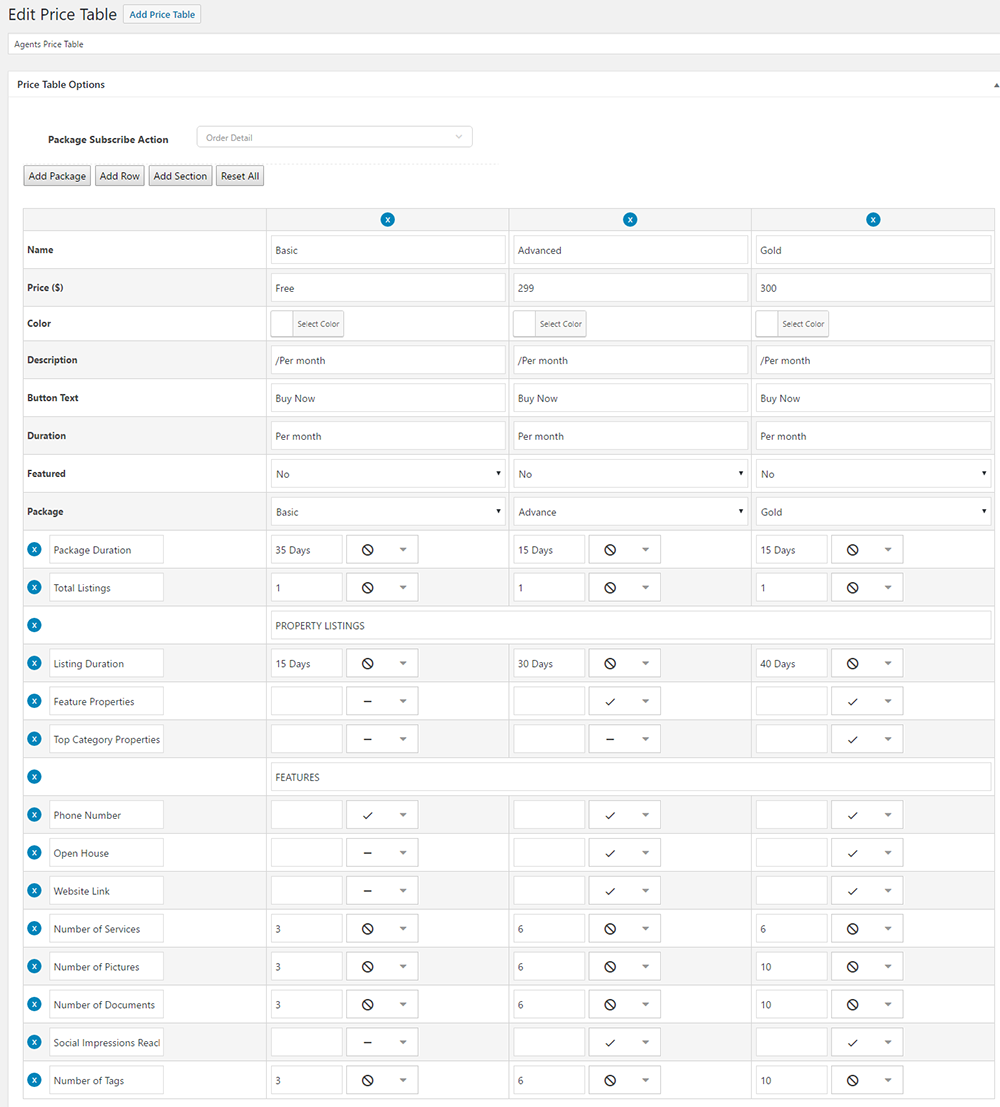 Edit Price Table Add Price Table
Agents Price Table
Price Table Options
Package Subscribe Action Order Detail
Add Package Add Row Add Section Reset All
x x x
Name Basic Advanced Gold
Price ($) Free 299 300
Color Select Color Select Color Select Color
Description /Per month /Per month /Per month
Button Text Buy Now Buy Now Buy Now
Duration Per month Per month Per month
Featured No No No
Package Basic Advance Gold
x Package Duration 35 Days 15 Days 15 Days
x Total Listings 1 1 1
x PROPERTY LISTINGS
x Listing Duration 15 Days 30 Days 40 Days
x Feature Properties
x Top Category Properties
x FEATURES
x Phone Number
x Open House
x Website Link
x Number of Services 3 6 6
x Number of Pictures 3 6 10
x Number of Documents 3 6 10
x Social Impressions Reach
x Number of Tags 3 6 10